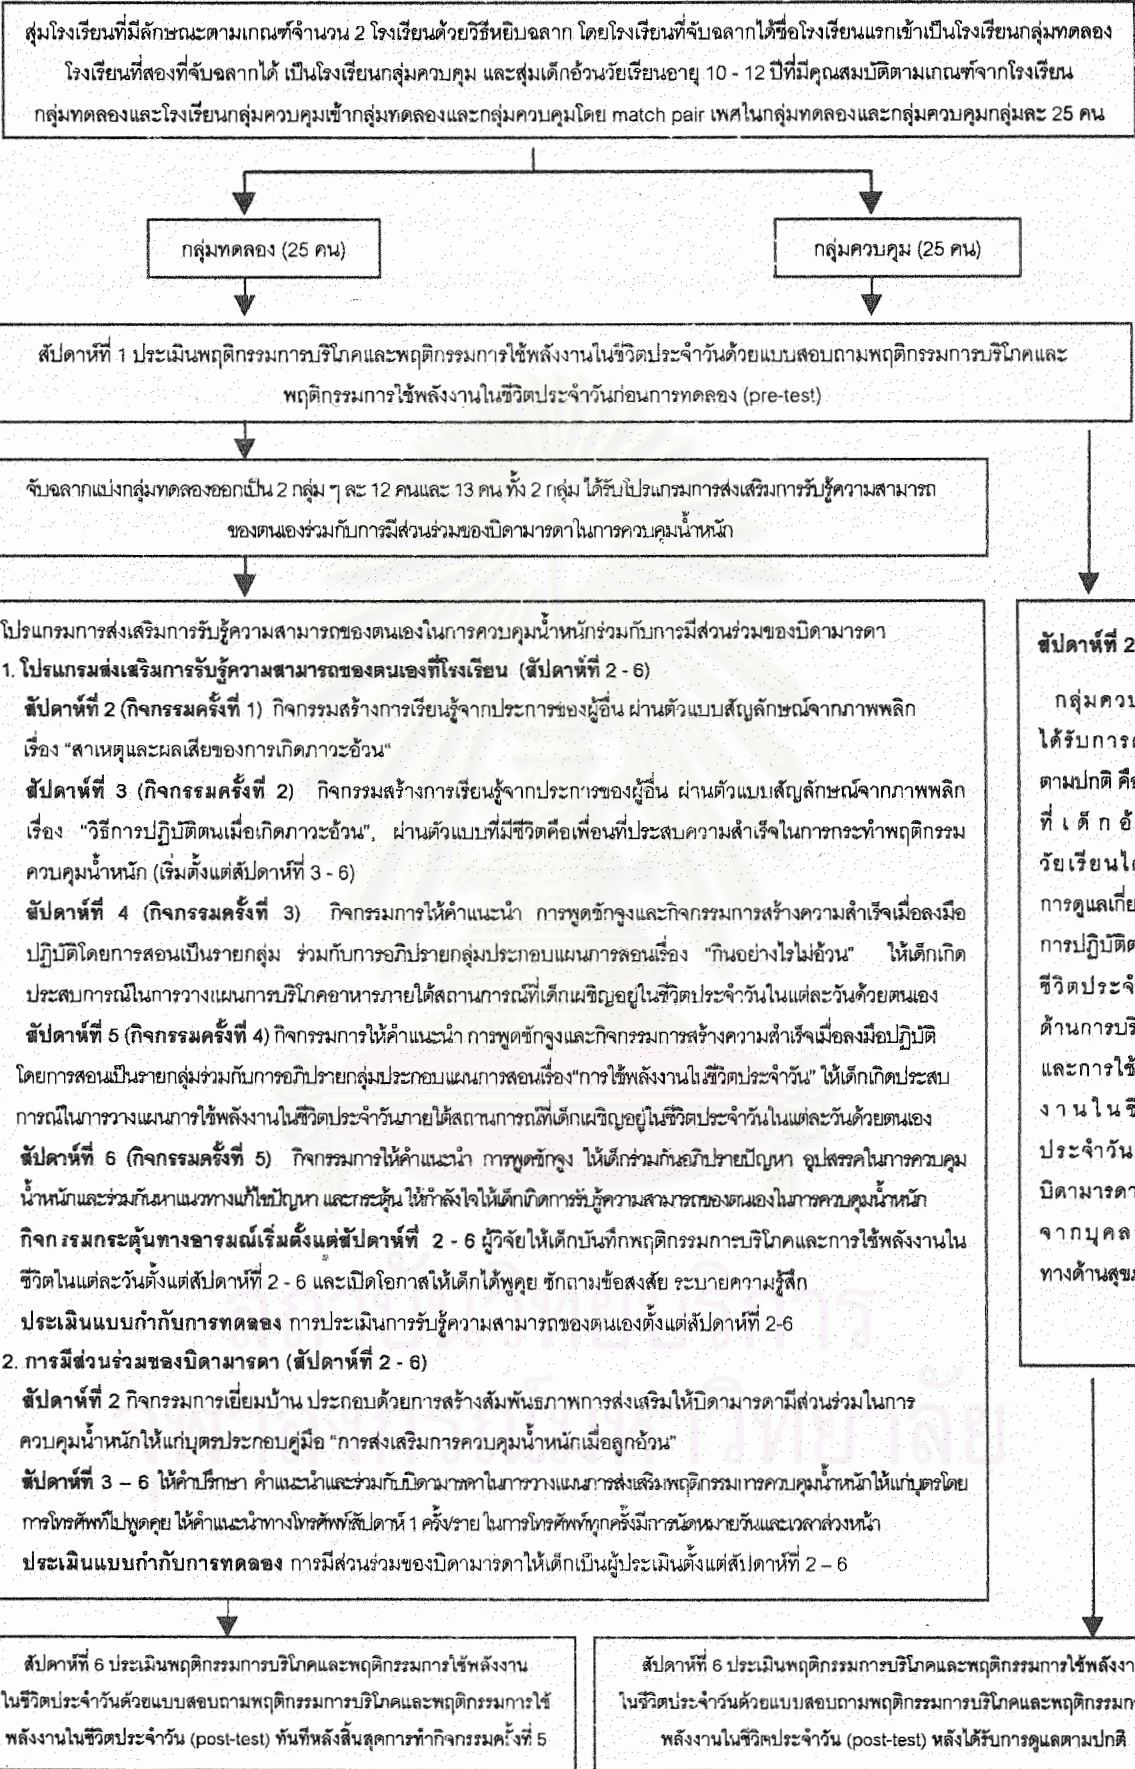 สุ่มโรงเรียนที่มีลักษณะตามเกณฑ์จำนวน 2 โรงเรียนด้วยวิธีหยิบฉลาก โดยโรงเรียนที่จับฉลากได้ชื่อโรงเรียนแรกเข้าเป็นโรงเรียนกลุ่มทดลอง
โรงเรียนที่สองที่จับฉลากได้ เป็นโรงเรียนกลุ่มควบคุม และสุ่มเด็กอ้วนวัยเรียนอายุ 10 - 12 ปีที่มีคุณสมบัติตามเกณฑ์จากโรงเรียน
กลุ่มทดลองและโรงเรียนกลุ่มควบคุมเข้ากลุ่มทดลองและกลุ่มควบคุมโดย match pair เพศในกลุ่มทดลองและกลุ่มควบคุมกลุ่มละ 25 คน
กลุ่มทดลอง (25 คน)
กลุ่มควบคุม (25 คน)
สัปดาห์ที่ 1 ประเมินพฤติกรรมการบริโภคและพฤติกรรมการใช้พลังงานในชีวิตประจำวันด้วยแบบสอบถามพฤติกรรมการบริโภคและ
พฤติกรรมการใช้พลังงานในชีวิตประจำวันก่อนการทดลอง (pre-test)
จับฉลากแบ่งกลุ่มทดลองออกเป็น 2 กลุ่ม ๆ ละ 12 คนและ 13 คน ทั้ง 2 กลุ่ม ได้รับโปรแกรมการส่งเสริมการรับรู้ความสามารถ
ของตนเองร่วมกับการมีส่วนร่วมของบิดามารดาในการควบคุมน้ำหนัก
โปรแกรมการส่งเสริมการรับรู้ความสามารถของตนเองในการควบคุมน้ำหนักร่วมกับการมีส่วนร่วมของบิดามารดา
1. โปรแกรมส่งเสริมการรับรู้ความสามารถของตนเองที่โรงเรียน (สัปดาห์ที่ 2 - 6)
สัปดาห์ที่ 2 (กิจกรรมครั้งที่ 1) กิจกรรมสร้างการเรียนรู้จากประการของผู้อื่น ผ่านตัวแบบสัญลักษณ์จากภาพพลิก
เรื่อง "สาเหตุและผลเสียของการเกิดภาวะอ้วน"
สัปดาห์ที่ 3 (กิจกรรมครั้งที่ 2) กิจกรรมสร้างการเรียนรู้จากประการของผู้อื่น ผ่านตัวแบบสัญลักษณ์จากภาพพลิก
เรื่อง "วิธีการปฏิบัติตนเมื่อเกิดภาวะอ้วน", ผ่านตัวแบบที่มีชีวิตคือเพื่อนที่ประสบความสำเร็จในการกระทำพฤติกรรม
ควบคุมน้ำหนัก (เริ่มตั้งแต่สัปดาห์ที่ 3 - 6)
สัปดาห์ที่ 4 (กิจกรรมครั้งที่ 3) กิจกรรมการให้คำแนะนำ การพูดชักจูงและกิจกรรมการสร้างความสำเร็จเมื่อลงมือ
ปฏิบัติโดยการสอนเป็นรายกลุ่ม ร่วมกับการอภิปรายกลุ่มประกอบแผนการสอนเรื่อง "กินอย่างไรไม่อ้วน" ให้เด็กเกิด
ประสบการณ์ในการวางแผนการบริโภคอาหารภายใต้สถานการณ์ที่เด็กเผชิญอยู่ในชีวิตประจำวันในแต่ละวันด้วยตนเอง
สัปดาห์ที่ 5 (กิจกรรมครั้งที่ 4) กิจกรรมการให้คำแนะนำ การพูดชักจูงและกิจกรรมการสร้างความสำเร็จเมื่อลงมือปฏิบัติ
โดยการสอนเป็นรายกลุ่มร่วมกับการอภิปรายกลุ่มประกอบแผนการสอนเรื่อง"การใช้พลังงานในชีวิตประจำวัน" ให้เด็กเกิดประสบ
การณ์ในการวางแผนการใช้พลังงานในชีวิตประจำวันภายใต้สถานการณ์ที่เด็กเผชิญอยู่ในชีวิตประจำวันในแต่ละวันด้วยตนเอง
สัปดาห์ที่ 6 (กิจกรรมครั้งที่ 5) กิจกรรมการให้คำแนะนำ การพูดชักจูง ให้เด็กร่วมกันอภิปรายปัญหา อุปสรรคในการควบคุม
น้ำหนักและร่วมกันหาแนวทางแก้ไขปัญหา และกระตุ้น ให้กำลังใจให้เด็กเกิดการรับรู้ความสามารถของตนเองในการควบคุมน้ำหนัก
กิจกรรมกระตุ้นทางอารมณ์เริ่มตั้งแต่สัปดาห์ที่ 2 - 6 ผู้วิจัยให้เด็กบันทึกพฤติกรรมการบริโภคและการใช้พลังงานใน
ชีวิตในแต่ละวันตั้งแต่สัปดาห์ที่ 2 - 6 และเปิดโอกาสให้เด็กได้พูดคุย ซักถามข้อสงสัย ระบายความรู้สึก
ประเมินแบบกำกับการทดลอง การประเมินการรับรู้ความสามารถของตนเองตั้งแต่สัปดาห์ที่ 2-6
2. การมีส่วนร่วมของบิดามารดา (สัปดาห์ที่ 2 - 6)
สัปดาห์ที่ 2 กิจกรรมการเยี่ยมบ้าน ประกอบด้วยการสร้างสัมพันธภาพการส่งเสริมให้บิดามารดามีส่วนร่วมในการ
ควบคุมน้ำหนักให้แก่บุตรประกอบคู่มือ "การส่งเสริมการควบคุมน้ำหนักเมื่อลูกอ้วน"
สัปดาห์ที่ 3 – 6 ให้คำปรึกษา คำแนะนำและร่วมกับบิดามารดาในการวางแผนการส่งเสริมพฤติกรรมการควบคุมน้ำหนักให้แก่บุตรโดย
การโทรศัพท์ไปพูดคุย ให้คำแนะนำทางโทรศัพท์สัปดาห์ 1 ครั้ง/ราย ในการโทรศัพท์ทุกครั้งมีการนัดหมายวันและเวลาล่วงหน้า
ประเมินแบบกำกับการทดลอง การมีส่วนร่วมของบิดามารดาให้เด็กเป็นผู้ประเมินตั้งแต่สัปดาห์ที่ 2 – 6
สัปดาห์ที่ 2
กลุ่มควบ
ได้รับการด
ตามปกติ คือ
ที่เด็กอ้
วัยเรียนได้
การดูแลเกี่ย
การปฏิบัติต
ชีวิตประจำ
ด้านการบริ
และการใช้
งานในชี
ประจำวัน
บิดามารดา
จากบุคล
ทางด้านสุข
สัปดาห์ที่ 6 ประเมินพฤติกรรมการบริโภคและพฤติกรรมการใช้พลังงาน
ในชีวิตประจำวันด้วยแบบสอบถามพฤติกรรมการบริโภคและพฤติกรรมการใช้
พลังงานในชีวิตประจำวัน (post-test) ทันทีหลังสิ้นสุดการทำกิจกรรมครั้งที่ 5
สัปดาห์ที่ 6 ประเมินพฤติกรรมการบริโภคและพฤติกรรมการใช้พลังงา
ในชีวิตประจำวันด้วยแบบสอบถามพฤติกรรมการบริโภคและพฤติกรรมก
พลังงานในชีวิตประจำวัน (post-test) หลังได้รับการดูแลตามปกติ
สถาบันวิทยบริการ
จุฬาลงกรณ์มหาวิทยาลัย